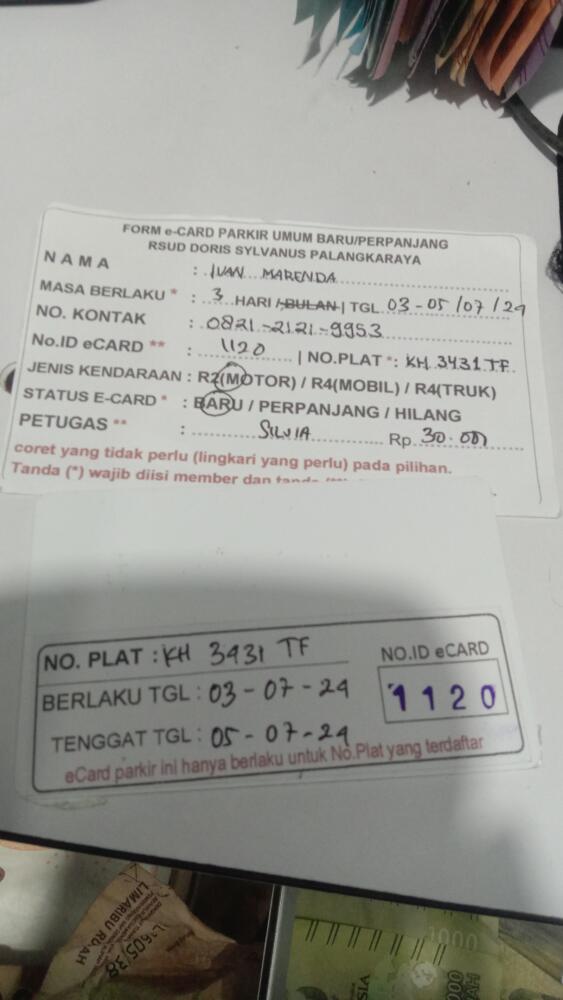 FORM e-CARD PARKIR UMUM BARU/PERPANJANG
RSUD DORIS SYLVANUS PALANGKARAYA
NAMA : IVAN MARENDA
MASA BERLAKU * : 3 HARI / BULAN | TGL 03-05/07/24
NO. KONTAK : 0821-2121-9953
No.ID eCARD ** : 1120 | NO.PLAT *: KH 3431 TF
JENIS KENDARAAN : R2(MOTOR) / R4(MOBIL) / R4(TRUK)
STATUS E-CARD * : BARU / PERPANJANG / HILANG
PETUGAS ** : SILVIA Rp 30.000
coret yang tidak perlu (lingkari yang perlu) pada pilihan.
Tanda (*) wajib diisi member dan
NO. PLAT : KH 3431 TF
NO.ID eCARD
BERLAKU TGL : 03-07-24
1120
TENGGAT TGL : 05-07-24
eCard parkir ini hanya berlaku untuk No.Plat yang terdaftar
LIMARIBU RUPIAH
1000